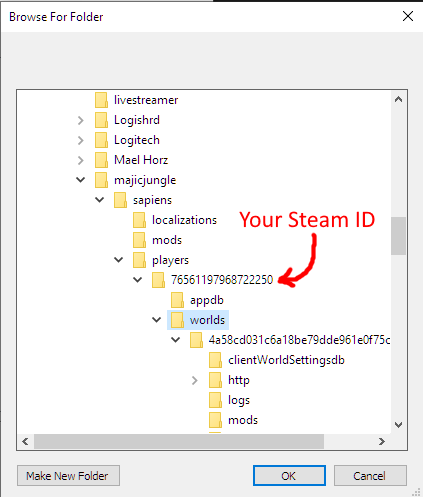 Browse For Folder
livestreamer
Logishrd
Logitech
Mael Horz
majicjungle
sapiens
localizations
mods
Your Steam ID
players
76561197968722250
appdb
worlds
4a58cd031c6a18be79dde961e0f75c
clientWorldSettingsdb
http
logs
mods
Make New Folder
OK
Cancel